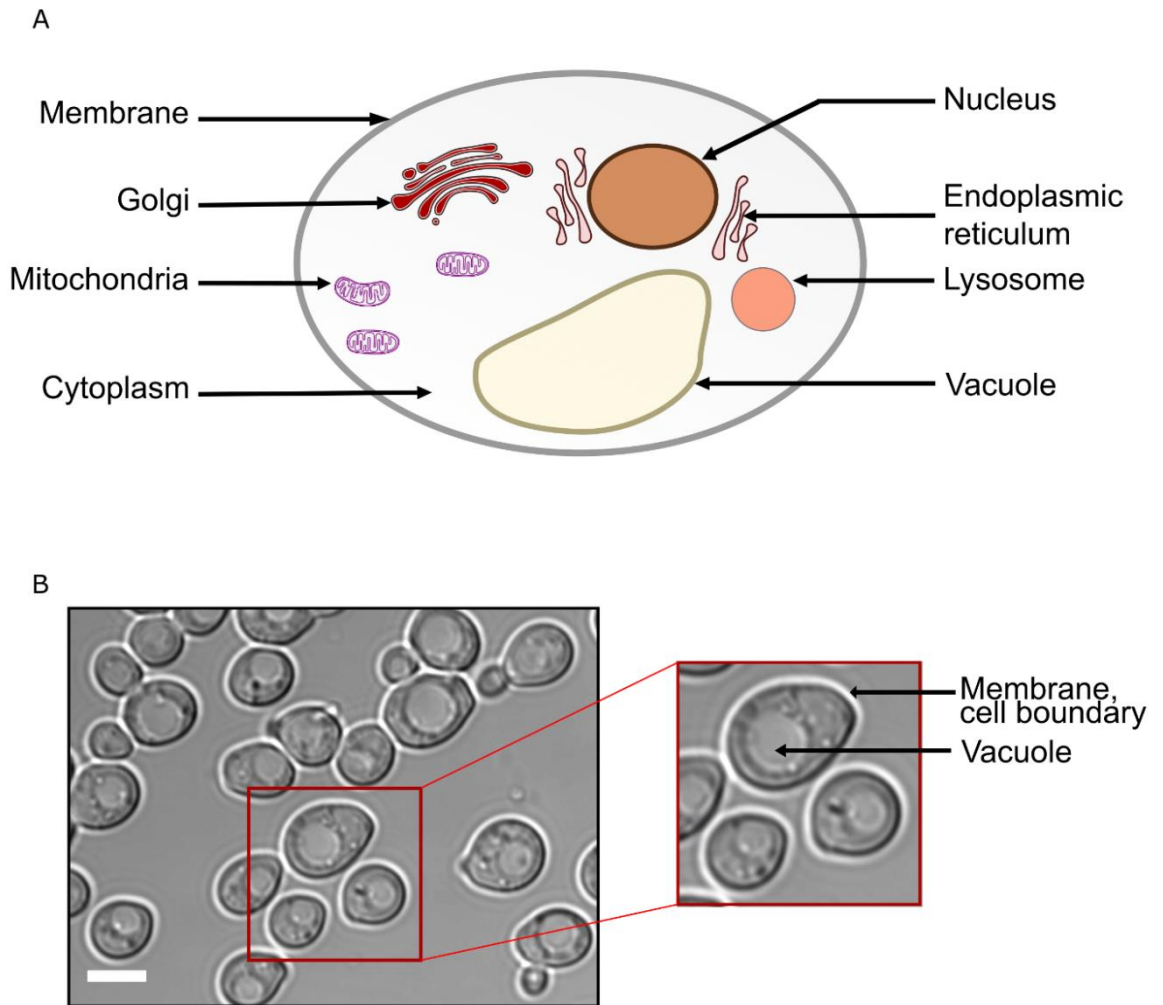 A
Membrane
Golgi
Mitochondria
Cytoplasm
Nucleus
Endoplasmic
reticulum
Lysosome
Vacuole
B
Membrane,
cell boundary
Vacuole